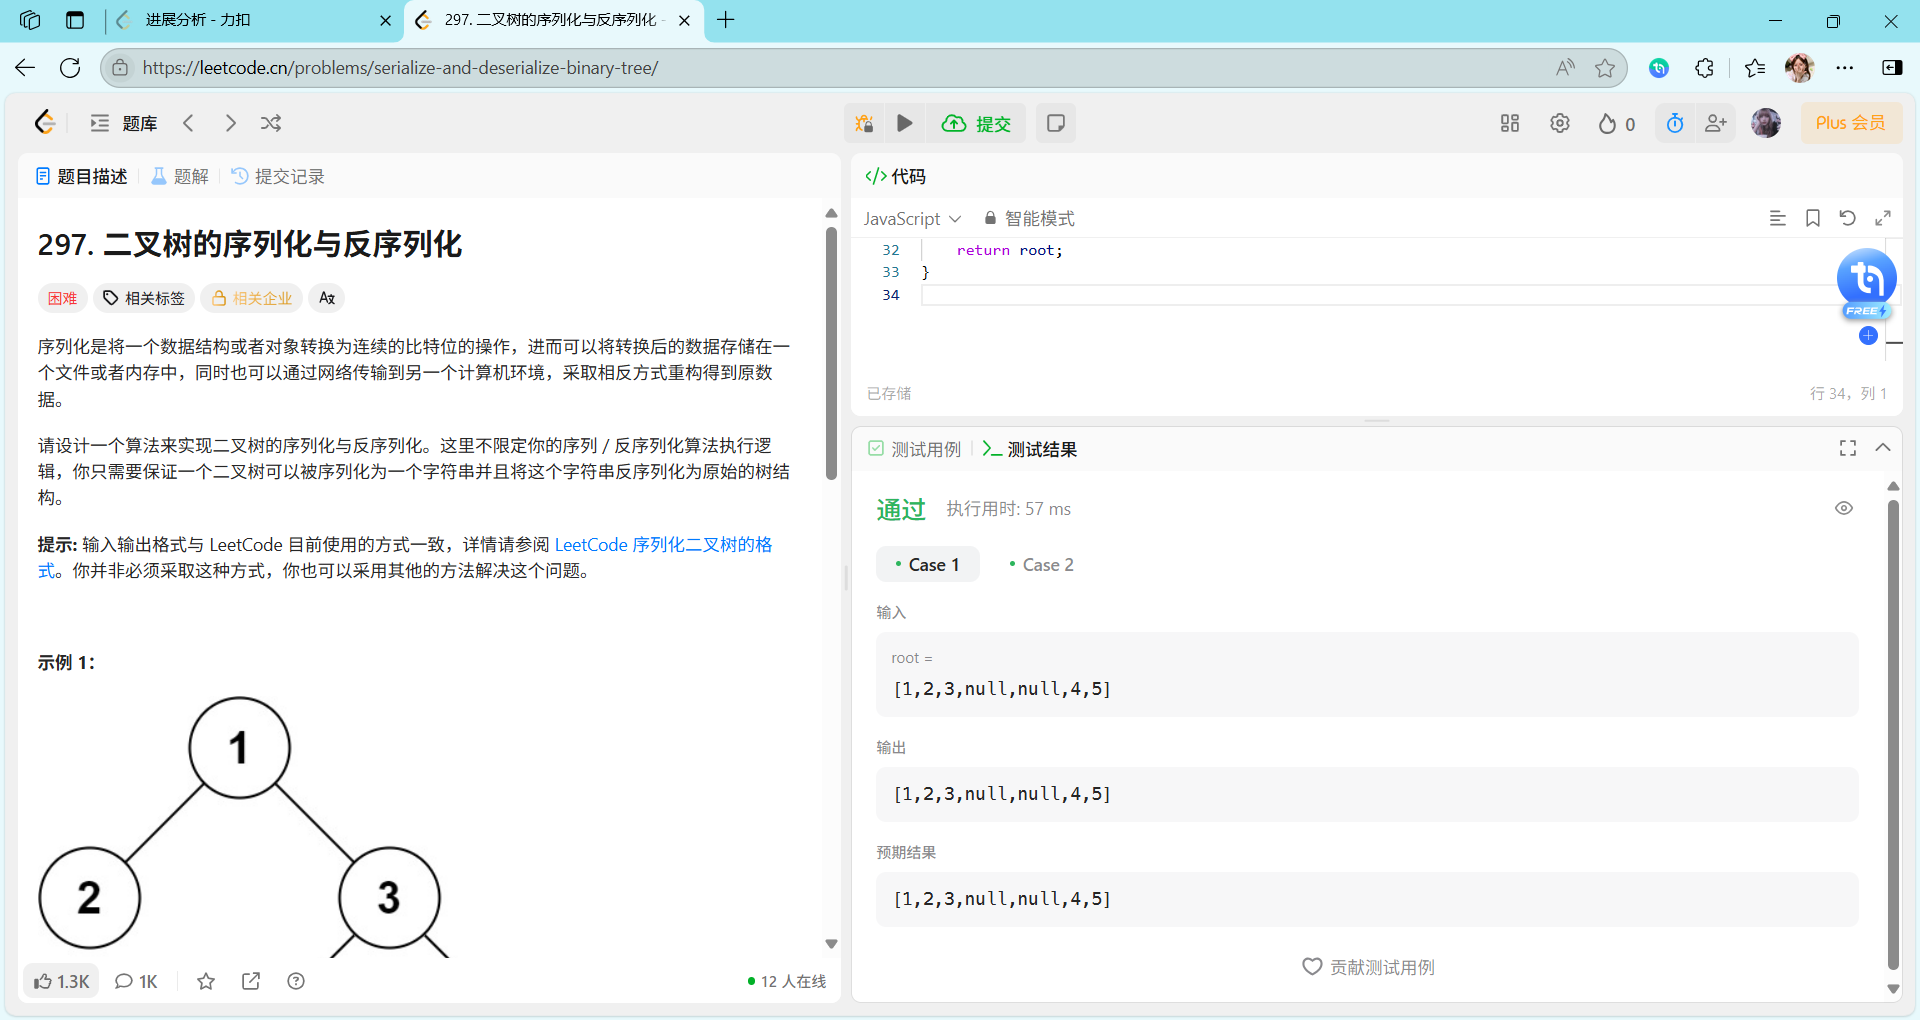 进展分析 - 力扣
297. 二叉树的序列化与反序列化 -
https://leetcode.cn/problems/serialize-and-deserialize-binary-tree/
题库
提交
0
Plus 会员
题目描述
题解
提交记录
297. 二叉树的序列化与反序列化
困难
相关标签
相关企业
序列化是将一个数据结构或者对象转换为连续的比特位的操作，进而可以将转换后的数据存储在一
个文件或者内存中，同时也可以通过网络传输到另一个计算机环境，采取相反方式重构得到原数
据。
请设计一个算法来实现二叉树的序列化与反序列化。这里不限定你的序列 / 反序列化算法执行逻
辑，你只需要保证一个二叉树可以被序列化为一个字符串并且将这个字符串反序列化为原始的树结
构。
提示: 输入输出格式与 LeetCode 目前使用的方式一致，详情请参阅 LeetCode 序列化二叉树的格
式。你并非必须采取这种方式，你也可以采用其他的方法解决这个问题。
示例 1：
1
2
3
1.3K
1K
12 人在线
代码
JavaScript
智能模式
32 return root;
33 }
34
FREE
已存储
行 34，列 1
测试用例
测试结果
通过
执行用时: 57 ms
Case 1
Case 2
输入
root =
[1,2,3,null,null,4,5]
输出
[1,2,3,null,null,4,5]
预期结果
[1,2,3,null,null,4,5]
贡献测试用例